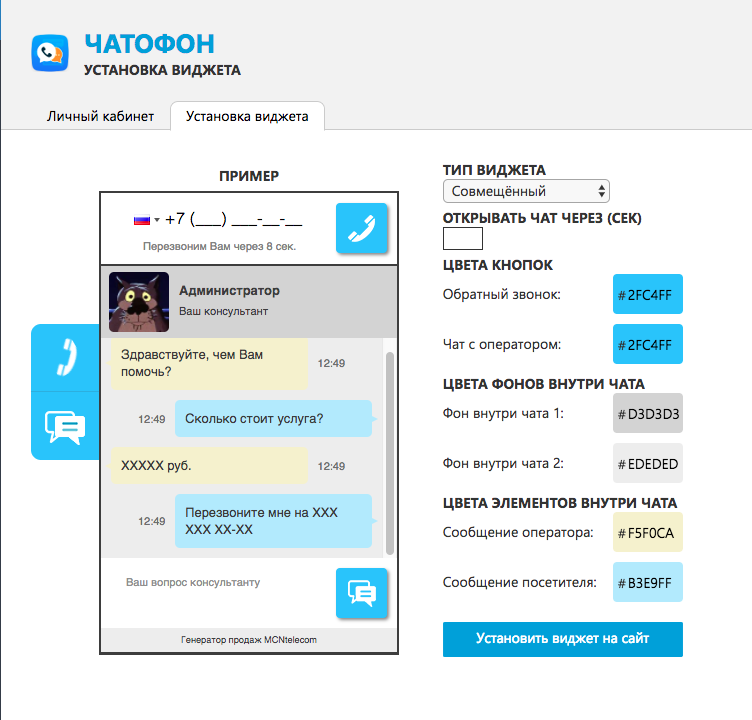 ЧАТОФОН
УСТАНОВКА ВИДЖЕТА
Личный кабинет
Установка виджета
ПРИМЕР
+7 (___) ___-__-__
Перезвоним Вам через 8 сек.
Администратор
Ваш консультант
Здравствуйте, чем Вам
помочь?
12:49
12:49
Сколько стоит услуга?
XXXXX руб.
12:49
12:49
Перезвоните мне на XXX
XXX XX-XX
Ваш вопрос консультанту
Генератор продаж MCNtelecom
ТИП ВИДЖЕТА
Совмещённый
ОТКРЫВАТЬ ЧАТ ЧЕРЕЗ (СЕК)
ЦВЕТА КНОПОК
Обратный звонок:
#2FC4FF
Чат с оператором:
#2FC4FF
ЦВЕТА ФОНОВ ВНУТРИ ЧАТА
Фон внутри чата 1:
#D3D3D3
Фон внутри чата 2:
#EDEDED
ЦВЕТА ЭЛЕМЕНТОВ ВНУТРИ ЧАТА
Сообщение оператора:
#F5F0CA
Сообщение посетителя:
#B3E9FF
Установить виджет на сайт